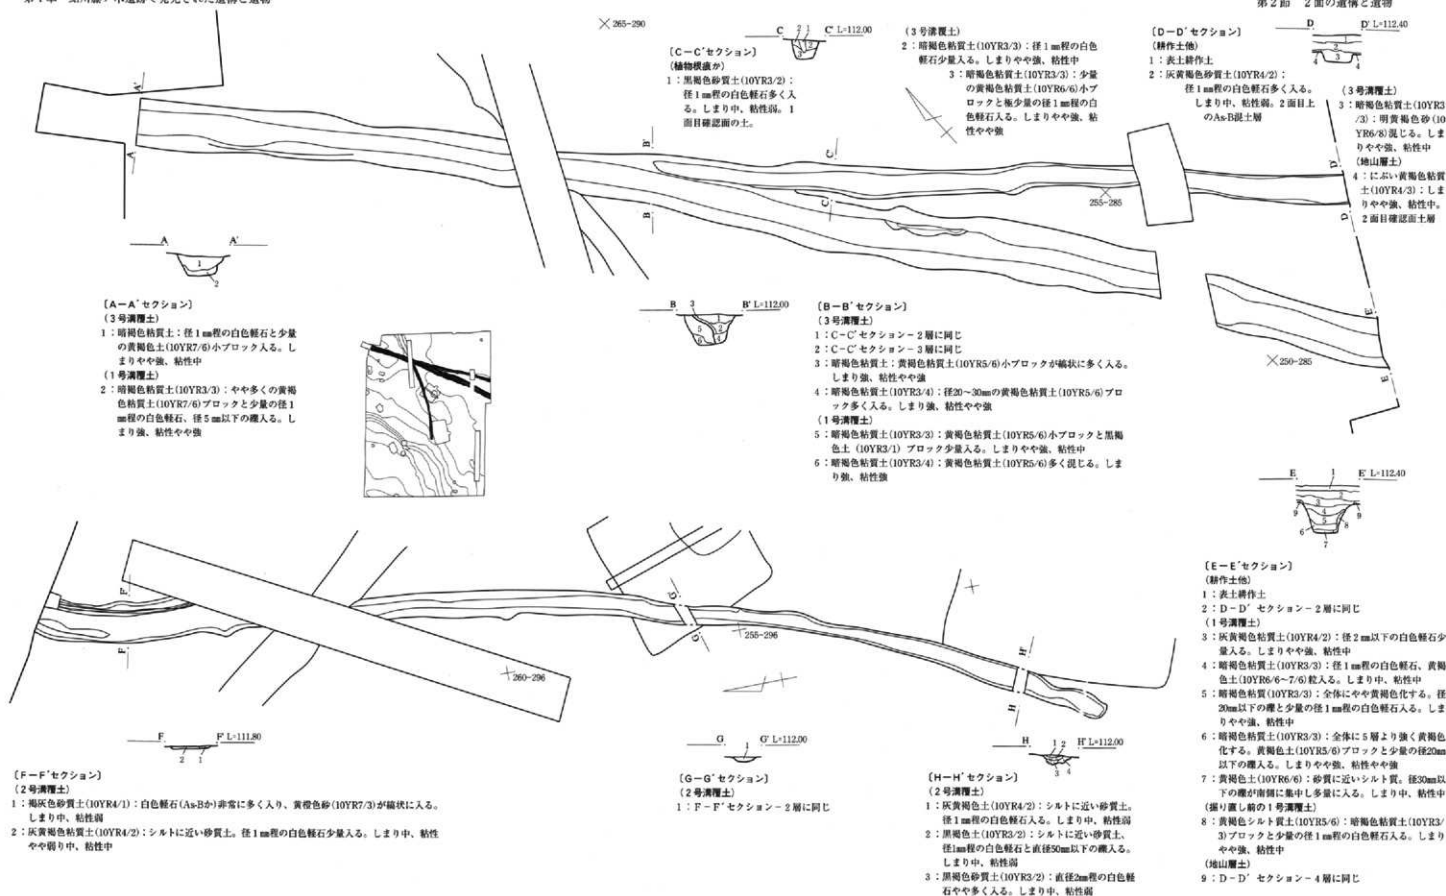 第2節　2面の遺構と遺物
265-290
C 2 1 C′ L=112.00
3
〔C－C′セクション〕
(植物根痕か)
1：黒褐色砂質土(10YR3/2)：
径1㎜程の白色軽石多く入
る。しまり中、粘性弱。1
面目確認面の土。
(3号溝覆土)
2：暗褐色粘質土(10YR3/3)：径1㎜程の白色
軽石少量入る。しまりやや強、粘性中
3：暗褐色粘質土(10YR3/3)：少量
の黄褐色粘質土(10YR6/6)小ブ
ロックと極少量の径1㎜程の白
色軽石入る。しまりやや強、粘
性やや強
〔D－D′セクション〕
(耕作土他)
1：表土耕作土
2：灰黄褐色砂質土(10YR4/2)：
径1㎜程の白色軽石多く入る。
しまり中、粘性弱。2面目上
のAs-B混土層
D D′ L=112.40
2
4 3 4
(3号溝覆土)
3：暗褐色粘質土(10YR3
/3)：明黄褐色砂(10
YR6/8)混じる。しま
りやや強、粘性中
(地山層土)
4：にぶい黄褐色粘質
土(10YR4/3)：しま
りやや強、粘性中。
2面目確認面土層
A′
A
B′
B
C′
C
D′
D
255-285
E′
E
250-285
A A′
1
2
〔A－A′セクション〕
(3号溝覆土)
1：暗褐色粘質土：径1㎜程の白色軽石と少量
の黄褐色土(10YR7/6)小ブロック入る。し
まりやや強、粘性中
(1号溝覆土)
2：暗褐色粘質土(10YR3/3)：やや多くの黄褐
色粘質土(10YR7/6)ブロックと少量の径1
㎜程の白色軽石、径5㎜以下の礫入る。し
まり強、粘性やや強
B 3 B′ L=112.00
1
5 2
6 4
〔B－B′セクション〕
(3号溝覆土)
1：C－C′セクション－2層に同じ
2：C－C′セクション－3層に同じ
3：暗褐色粘質土：黄褐色粘質土(10YR5/6)小ブロックが縞状に多く入る。
しまり強、粘性やや強
4：暗褐色粘質土(10YR3/4)：径20～30㎜の黄褐色粘質土(10YR5/6)ブロ
ック多く入る。しまり強、粘性やや強
(1号溝覆土)
5：暗褐色粘質土(10YR3/3)：黄褐色粘質土(10YR5/6)小ブロックと黒褐
色土（10YR3/1）ブロック少量入る。しまりやや強、粘性中
6：暗褐色粘質土(10YR3/4)：黄褐色粘質土(10YR5/6)多く混じる。しま
り強、粘性強
E 1 E′ L=112.40
3
9 4 9
5
6 8
7
〔E－E′セクション〕
(耕作土他)
1：表土耕作土
2：D－D′セクション－2層に同じ
(1号溝覆土)
3：灰黄褐色粘質土(10YR4/2)：径2㎜以下の白色軽石少
量入る。しまりやや強、粘性中
4：暗褐色粘質土(10YR3/3)：径1㎜程の白色軽石、黄褐
色土(10YR6/6～7/6)粒入る。しまり中、粘性中
5：暗褐色粘質(10YR3/3)：全体にやや黄褐色化する。径
20㎜以下の礫と少量の径1㎜程の白色軽石入る。しま
りやや強、粘性中
6：暗褐色粘質土(10YR3/3)：全体に5層より強く黄褐色
化する。黄褐色土(10YR5/6)ブロックと少量の径20㎜
以下の礫入る。しまりやや強、粘性やや強
7：黄褐色土(10YR6/6)：砂質に近いシルト質。径30㎜以
下の礫が南側に集中し多量に入る。しまり中、粘性中
(掘り直し前の1号溝覆土)
8：黄褐色シルト質土(10YR5/6)：暗褐色粘質土(10YR3/
3)ブロックと少量の径1㎜程の白色軽石入る。しまり
やや強、粘性中
(地山層土)
9：D－D′セクション－4層に同じ
F′
F
G′
G
255-296
260-296
H′
H
F F′ L=111.80
2 1
〔F－F′セクション〕
(2号溝覆土)
1：褐灰色砂質土(10YR4/1)：白色軽石(As-Bか)非常に多く入り、黄橙色砂(10YR7/3)が縞状に入る。
しまり中、粘性弱
2：灰黄褐色粘質土(10YR4/2)：シルトに近い砂質土。径1㎜程の白色軽石少量入る。しまり中、粘性
やや弱り中、粘性中
G G′ L=112.00
1
〔G－G′セクション〕
(2号溝覆土)
1：F－F′セクション－2層に同じ
H 1 2 H′ L=112.00
3 4
〔H－H′セクション〕
(2号溝覆土)
1：灰黄褐色土(10YR4/2)：シルトに近い砂質土。
径1㎜程の白色軽石入る。しまり中、粘性弱
2：黒褐色土(10YR3/2)：シルトに近い砂質土、
径1㎜程の白色軽石と直径50㎜以下の礫入る。
しまり中、粘性弱
3：黒褐色砂質土(10YR3/2)：直径2㎜程の白色軽
石やや多く入る。しまり中、粘性弱